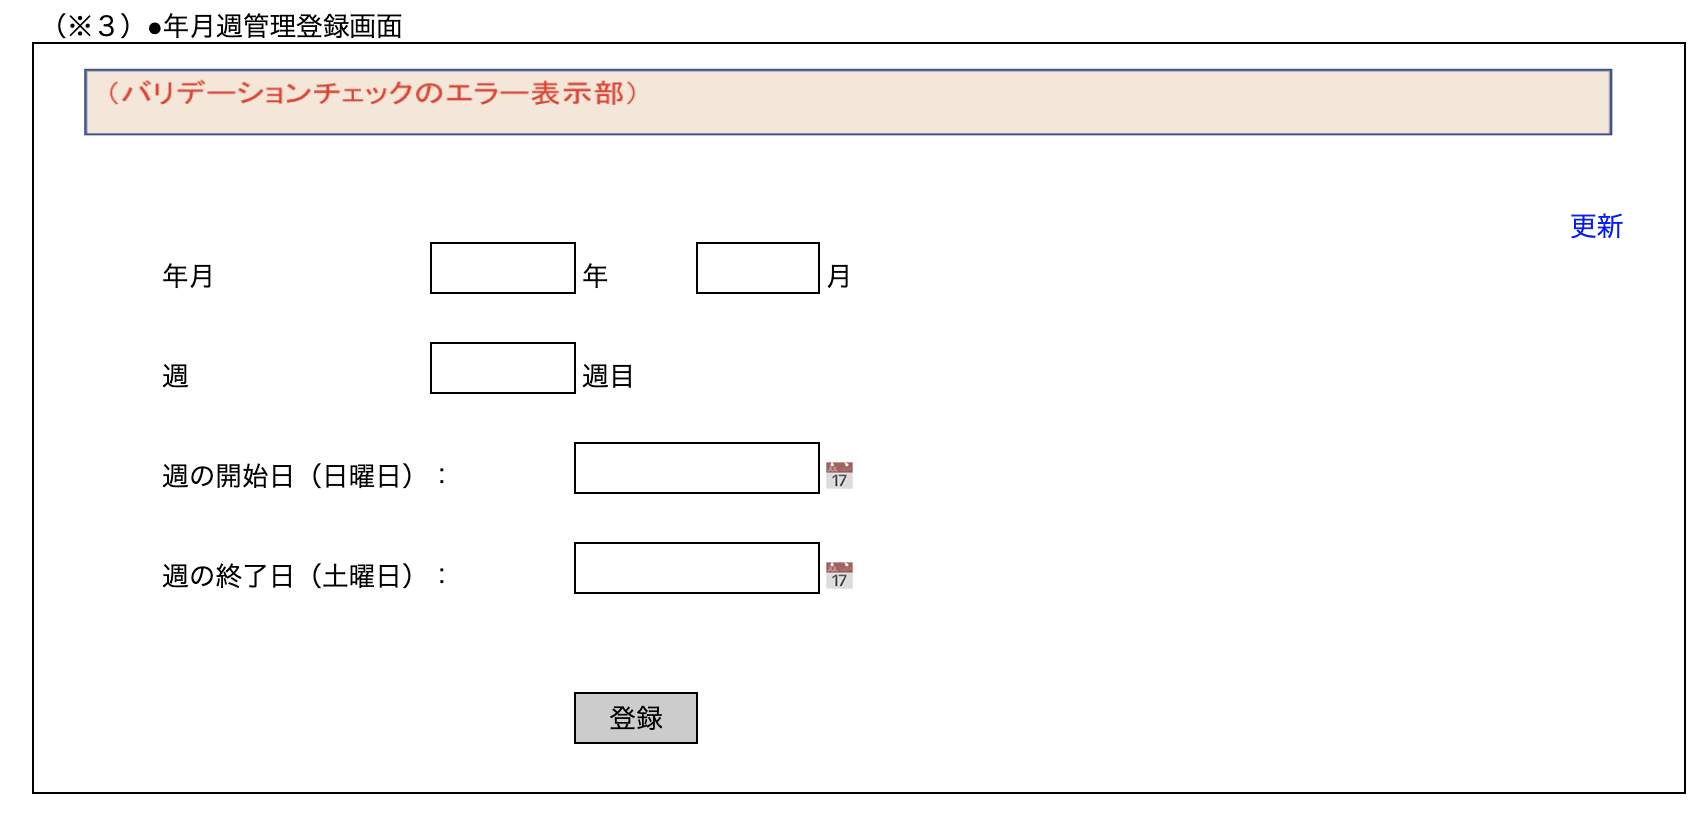 （※３）●年月週管理登録画面
（バリデーションチェックのエラー表示部）
更新
年月 年 月
週 週目
週の開始日（日曜日）： 17
週の終了日（土曜日）： 17
登録